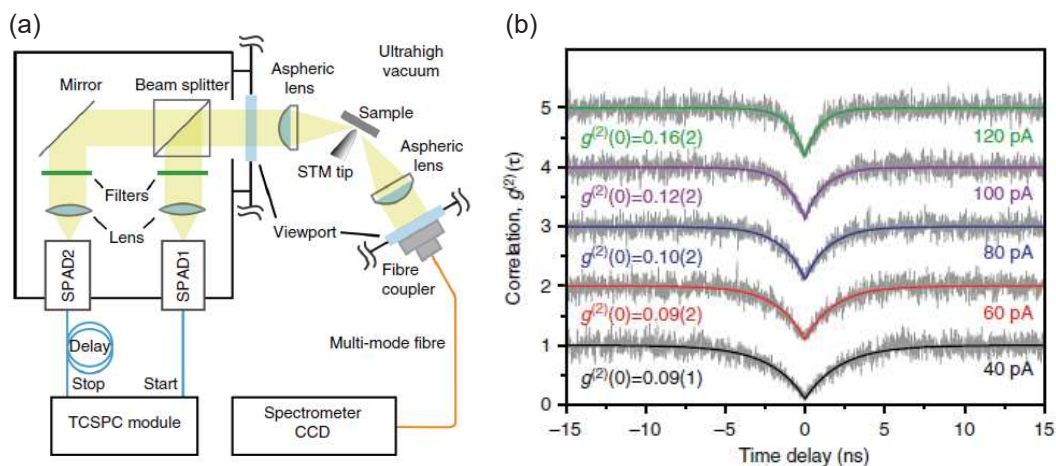 (a)
Mirror
Beam splitter
Aspheric
lens
Ultrahigh
vacuum
Sample
STM tip
Aspheric
lens
Filters
Lens
Viewport
Fibre
coupler
SPAD2
SPAD1
Delay
Stop
Start
Multi-mode fibre
TCSPC module
Spectrometer
CCD
(b)
Correlation, g⁽²⁾(τ)
5
4
3
2
1
0
g⁽²⁾(0)=0.16(2)
120 pA
g⁽²⁾(0)=0.12(2)
100 pA
g⁽²⁾(0)=0.10(2)
80 pA
g⁽²⁾(0)=0.09(2)
60 pA
g⁽²⁾(0)=0.09(1)
40 pA
−15
−10
−5
0
5
10
15
Time delay (ns)